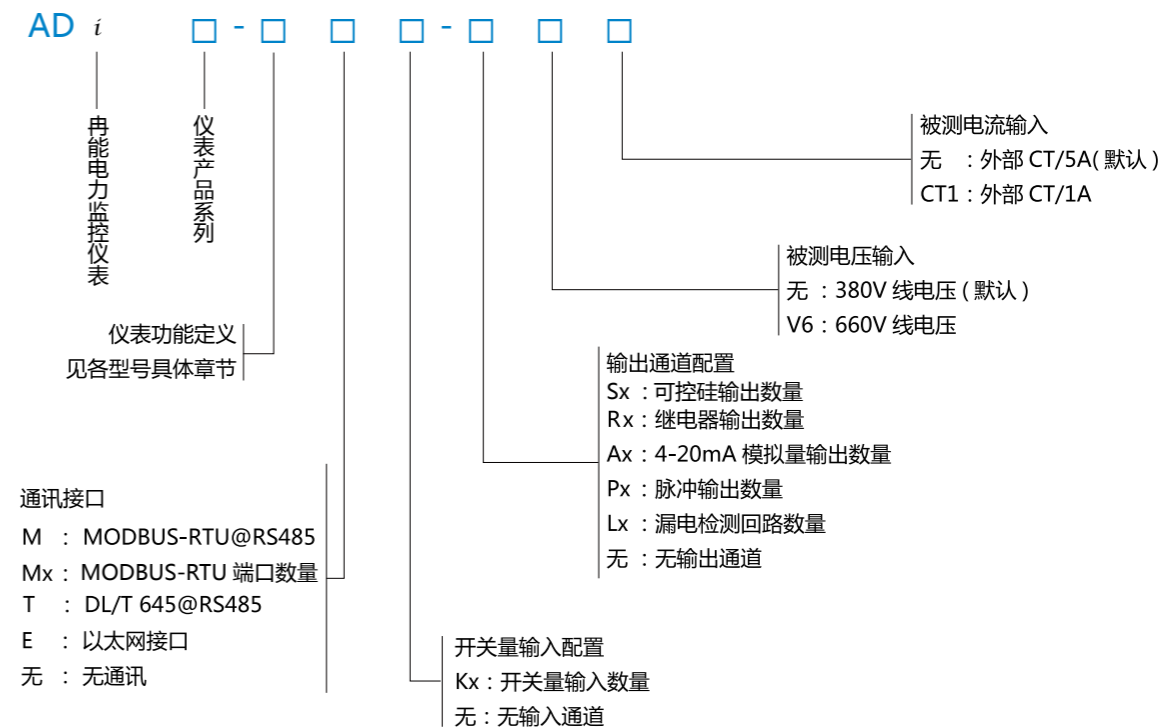 AD i □ - □ □ □ - □ □ □
冉能电力监控仪表
仪表产品系列
被测电流输入
无 ：外部 CT/5A( 默认 )
CT1：外部 CT/1A
被测电压输入
无 ：380V 线电压 ( 默认 )
V6：660V 线电压
仪表功能定义
见各型号具体章节
输出通道配置
Sx ：可控硅输出数量
Rx：继电器输出数量
Ax：4-20mA 模拟量输出数量
Px ：脉冲输出数量
Lx ：漏电检测回路数量
无 ：无输出通道
通讯接口
M ： MODBUS-RTU@RS485
Mx： MODBUS-RTU 端口数量
T ： DL/T 645@RS485
E ： 以太网接口
无 ： 无通讯
开关量输入配置
Kx：开关量输入数量
无：无输入通道